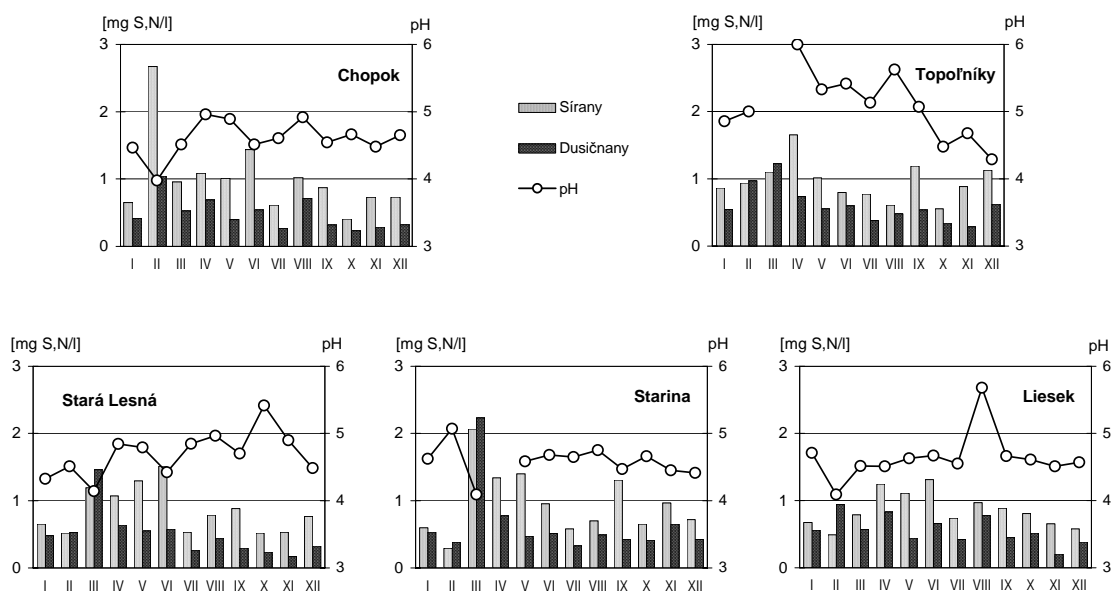 [mg S,N/l] pH
3 6
Chopok
2 5
1 4
0 3
I II III IV V VI VII VIII IX X XI XII
Sírany
Dusičnany
pH
[mg S,N/l] pH
3 6
Topoľníky
2 5
1 4
0 3
I II III IV V VI VII VIII IX X XI XII
[mg S,N/l] pH
3 6
Stará Lesná
2 5
1 4
0 3
I II III IV V VI VII VIII IX X XI XII
[mg S,N/l] pH
3 6
Starina
2 5
1 4
0 3
I II III IV V VI VII VIII IX X XI XII
[mg S,N/l] pH
3 6
Liesek
2 5
1 4
0 3
I II III IV V VI VII VIII IX X XI XII